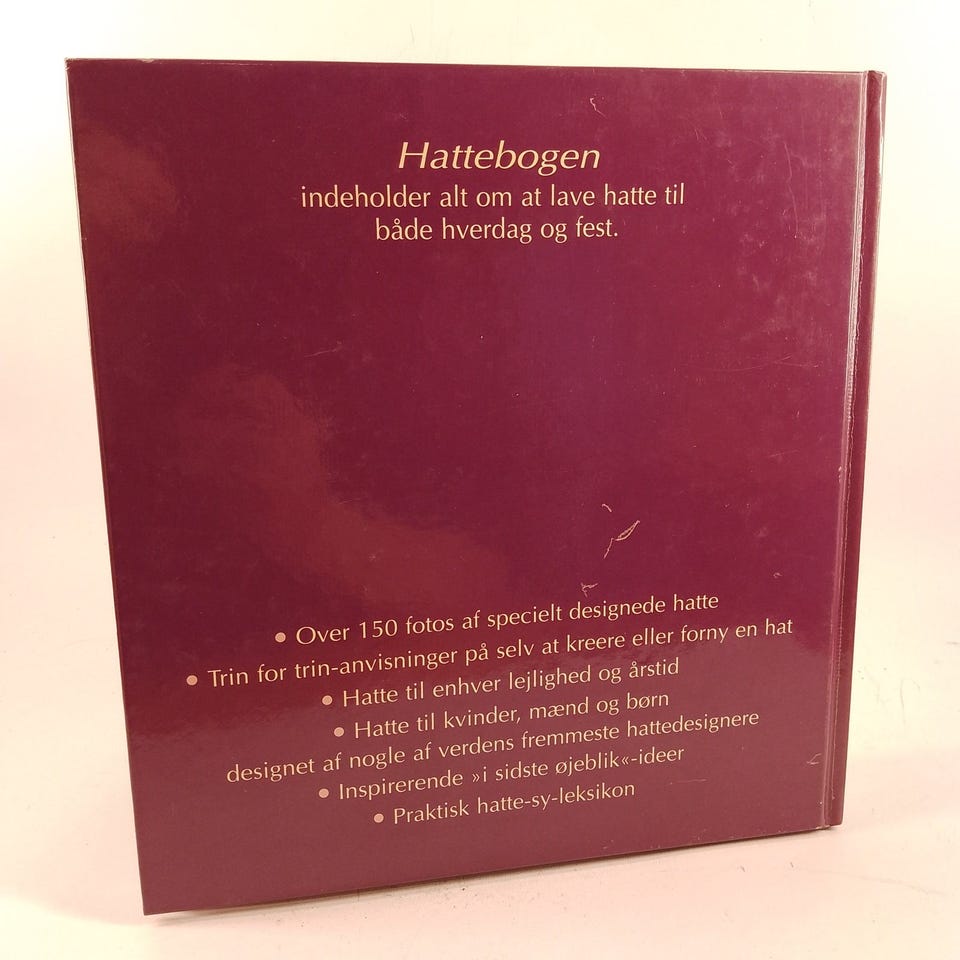 Hattebogen
indeholder alt om at lave hatte til
både hverdag og fest.
• Over 150 fotos af specielt designede hatte
• Trin for trin-anvisninger på selv at kreere eller forny en hat
• Hatte til enhver lejlighed og årstid
• Hatte til kvinder, mænd og børn
designet af nogle af verdens fremmeste hattedesignere
• Inspirerende »i sidste øjeblik«-ideer
• Praktisk hatte-sy-leksikon